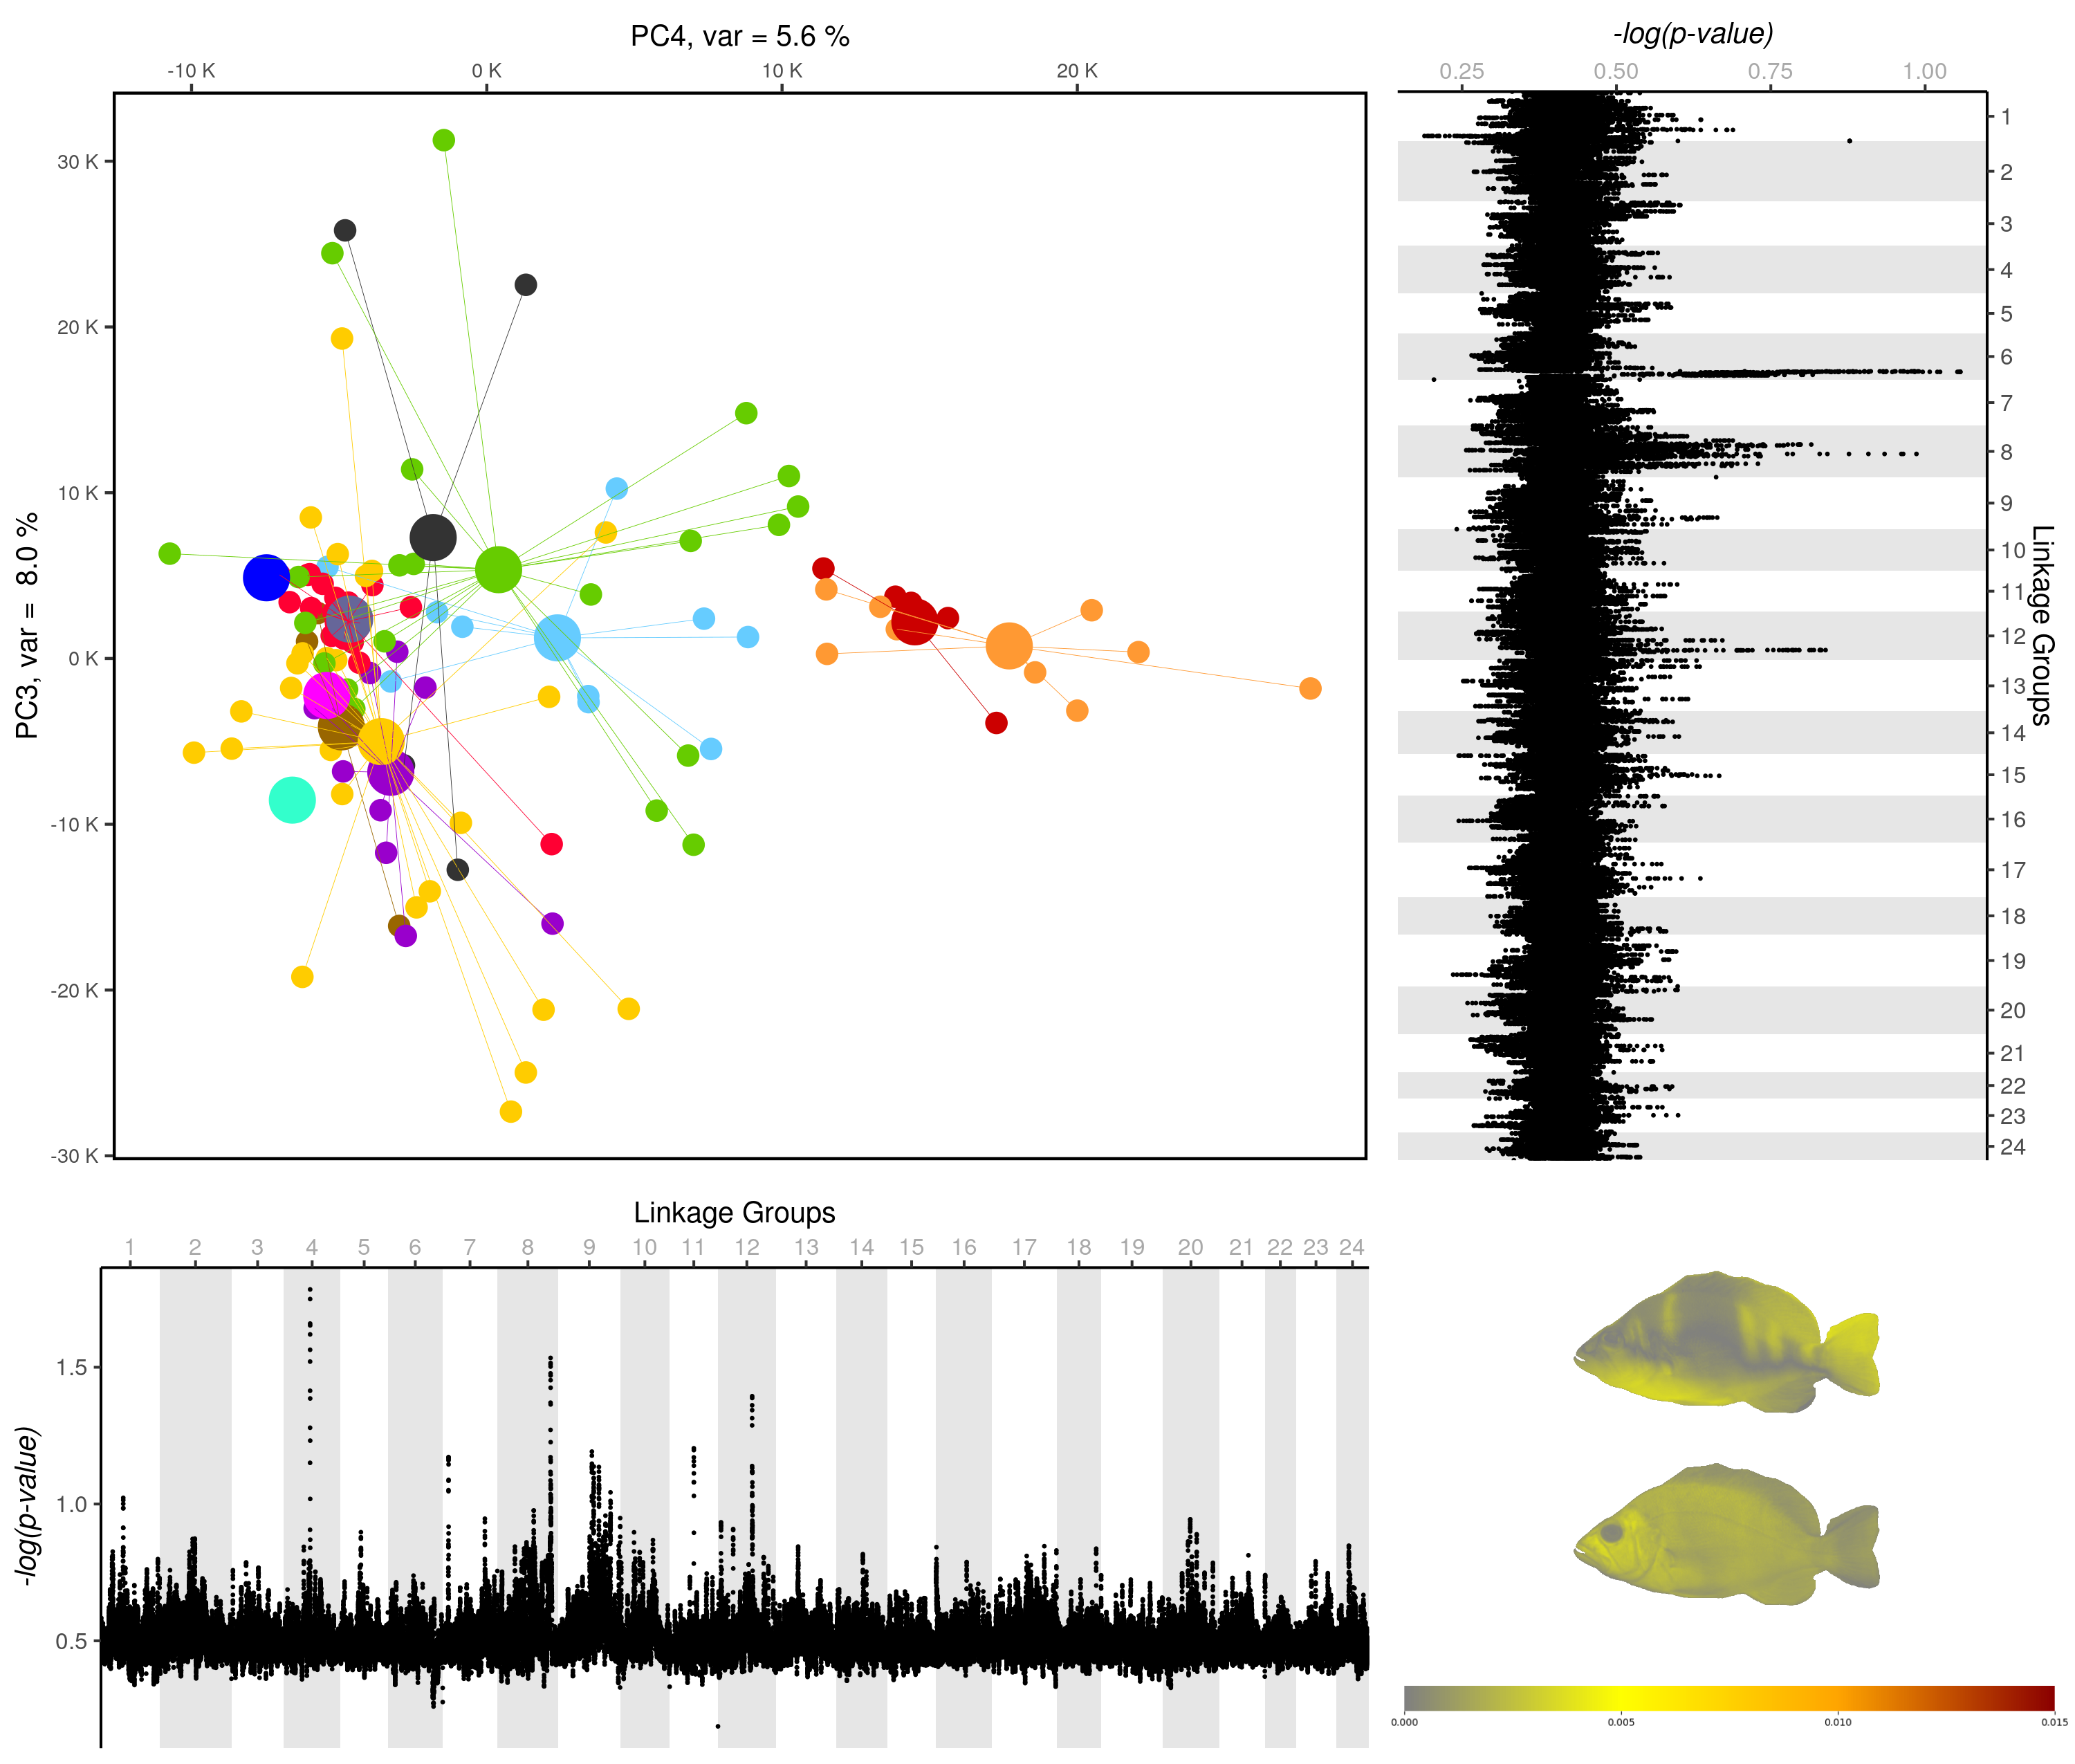 PC4, var = 5.6 %
-10 K 0 K 10 K 20 K
PC3, var = 8.0 %
30 K
20 K
10 K
0 K
-10 K
-20 K
-30 K
-log(p-value)
0.25 0.50 0.75 1.00
1
2
3
4
5
6
7
8
9
10
11
12
13
14
15
16
17
18
19
20
21
22
23
24
Linkage Groups
Linkage Groups
1 2 3 4 5 6 7 8 9 10 11 12 13 14 15 16 17 18 19 20 21 22 23 24
-log(p-value)
1.5
1.0
0.5
0.000 0.005 0.010 0.015